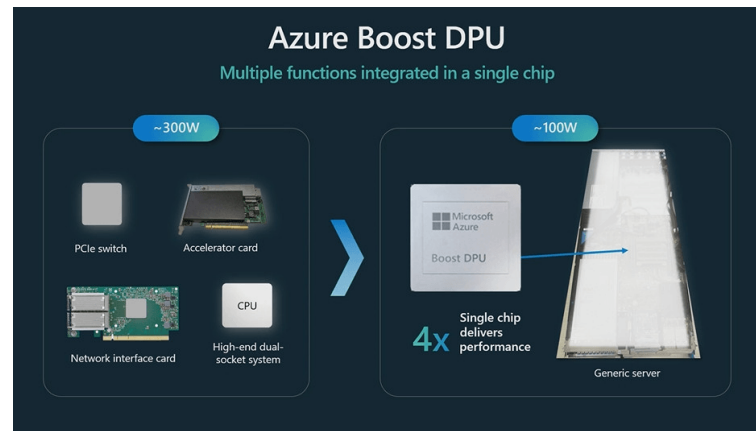 Azure Boost DPU
Multiple functions integrated in a single chip
~300W
PCIe switch
Accelerator card
Network interface card
CPU
High-end dual-
socket system
~100W
Microsoft
Azure
Boost DPU
4x
Single chip
delivers
performance
Generic server